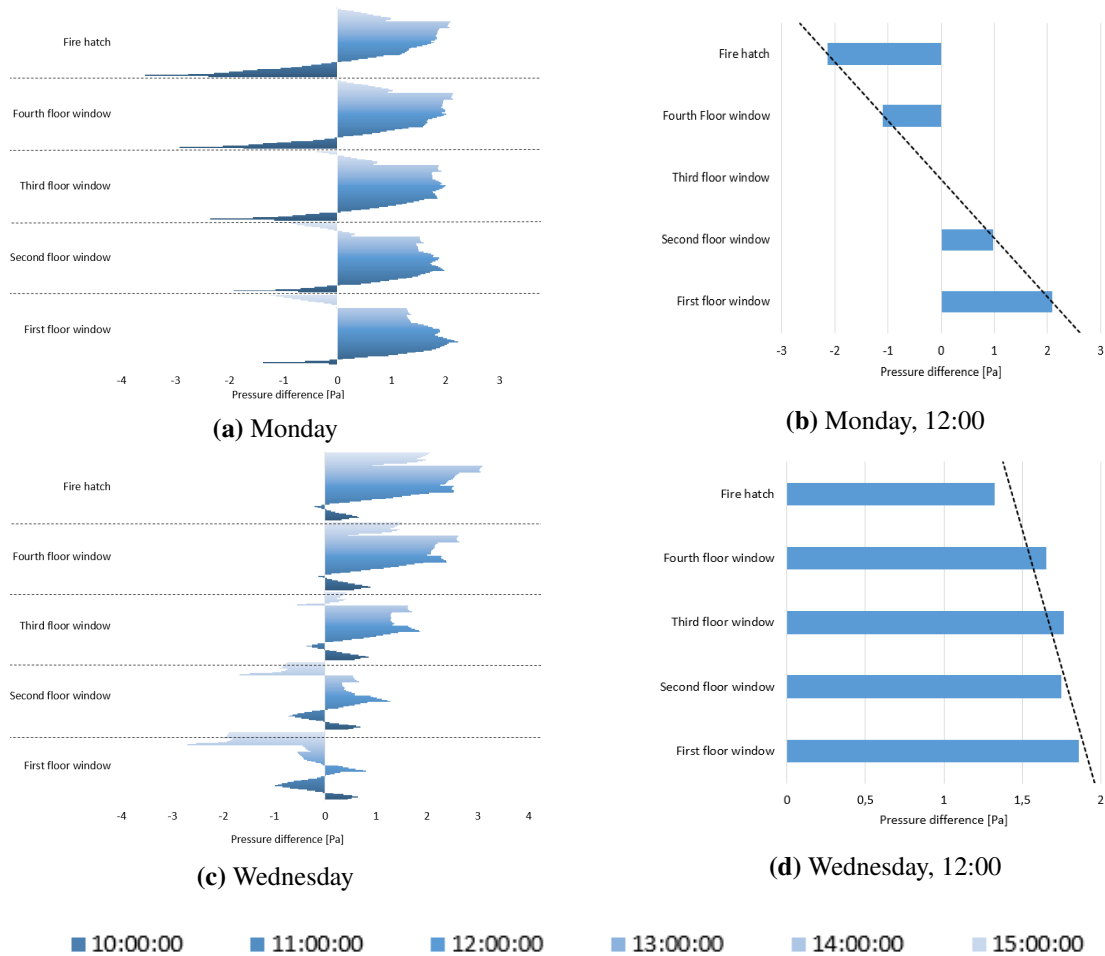 Fire hatch
Fourth floor window
Third floor window
Second floor window
First floor window
-4 -3 -2 -1 0 1 2 3
Pressure difference [Pa]
(a) Monday
Fire hatch
Fourth Floor window
Third floor window
Second floor window
First floor window
-3 -2 -1 0 1 2 3
Pressure difference [Pa]
(b) Monday, 12:00
Fire hatch
Fourth floor window
Third floor window
Second floor window
First floor window
-4 -3 -2 -1 0 1 2 3 4
Pressure difference [Pa]
(c) Wednesday
Fire hatch
Fourth floor window
Third floor window
Second floor window
First floor window
0 0,5 1 1,5 2
Pressure difference [Pa]
(d) Wednesday, 12:00
10:00:00 11:00:00 12:00:00 13:00:00 14:00:00 15:00:00